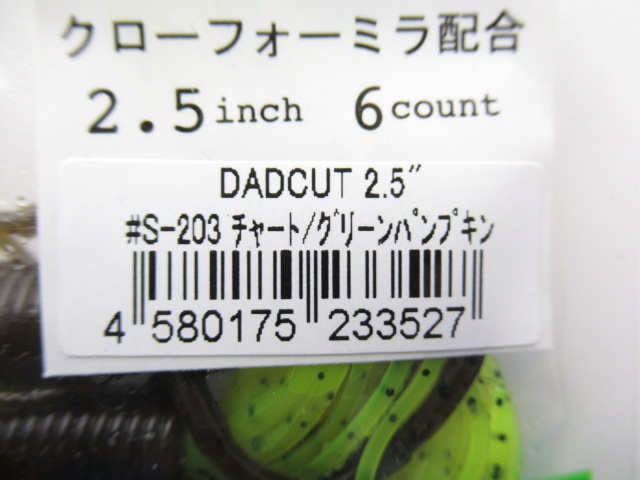 クローフォーミラ配合
2.5inch 6count
DADCUT 2.5″
#S-203 チャート/グリーンパンプキン
4 580175 233527